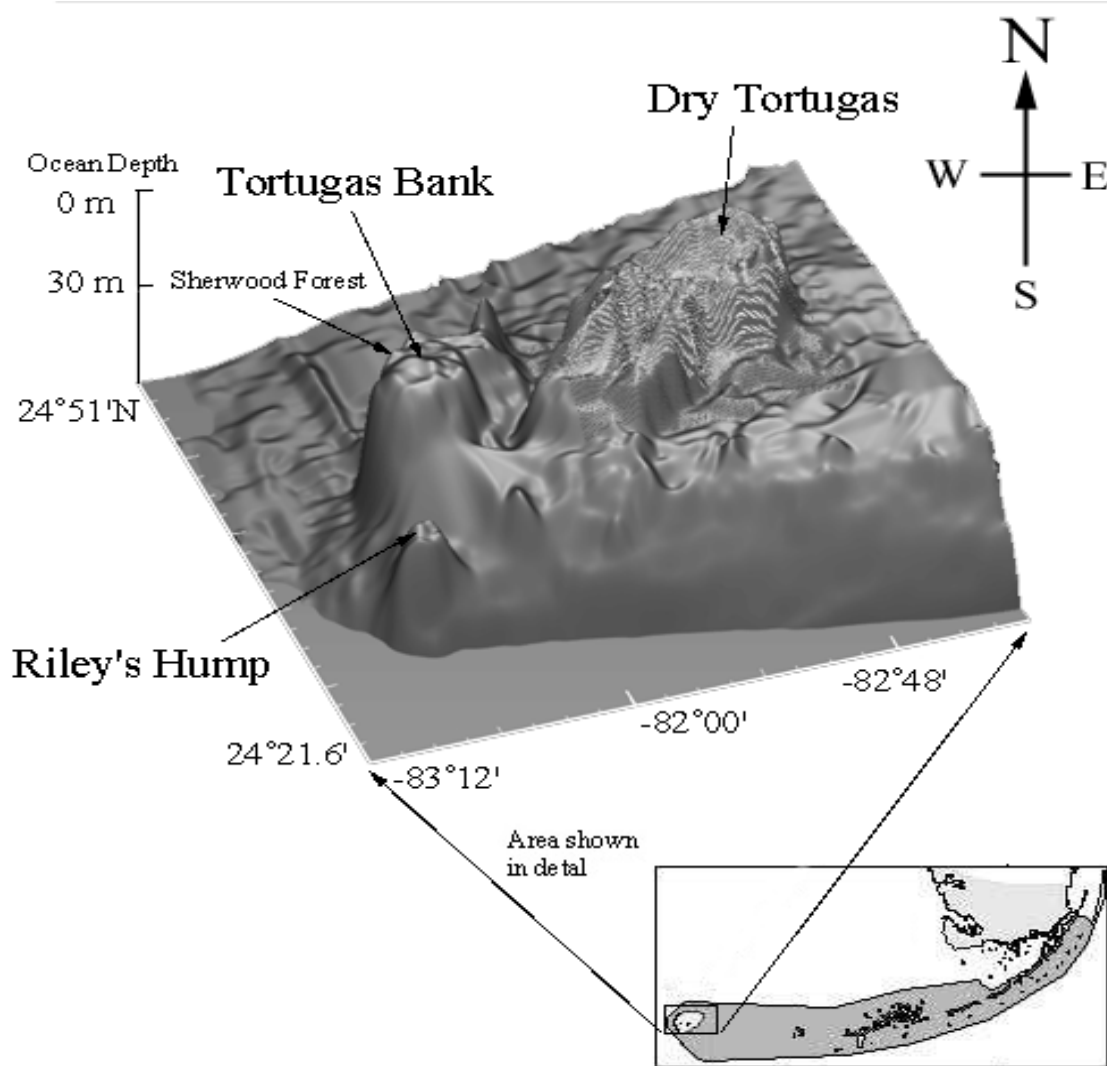 N
Dry Tortugas
Ocean Depth
0 m
Tortugas Bank
W
E
30 m
Sherwood Forest
S
24°51'N
Riley's Hump
-82°48'
-82°00'
24°21.6'
-83°12'
Area shown
in detal